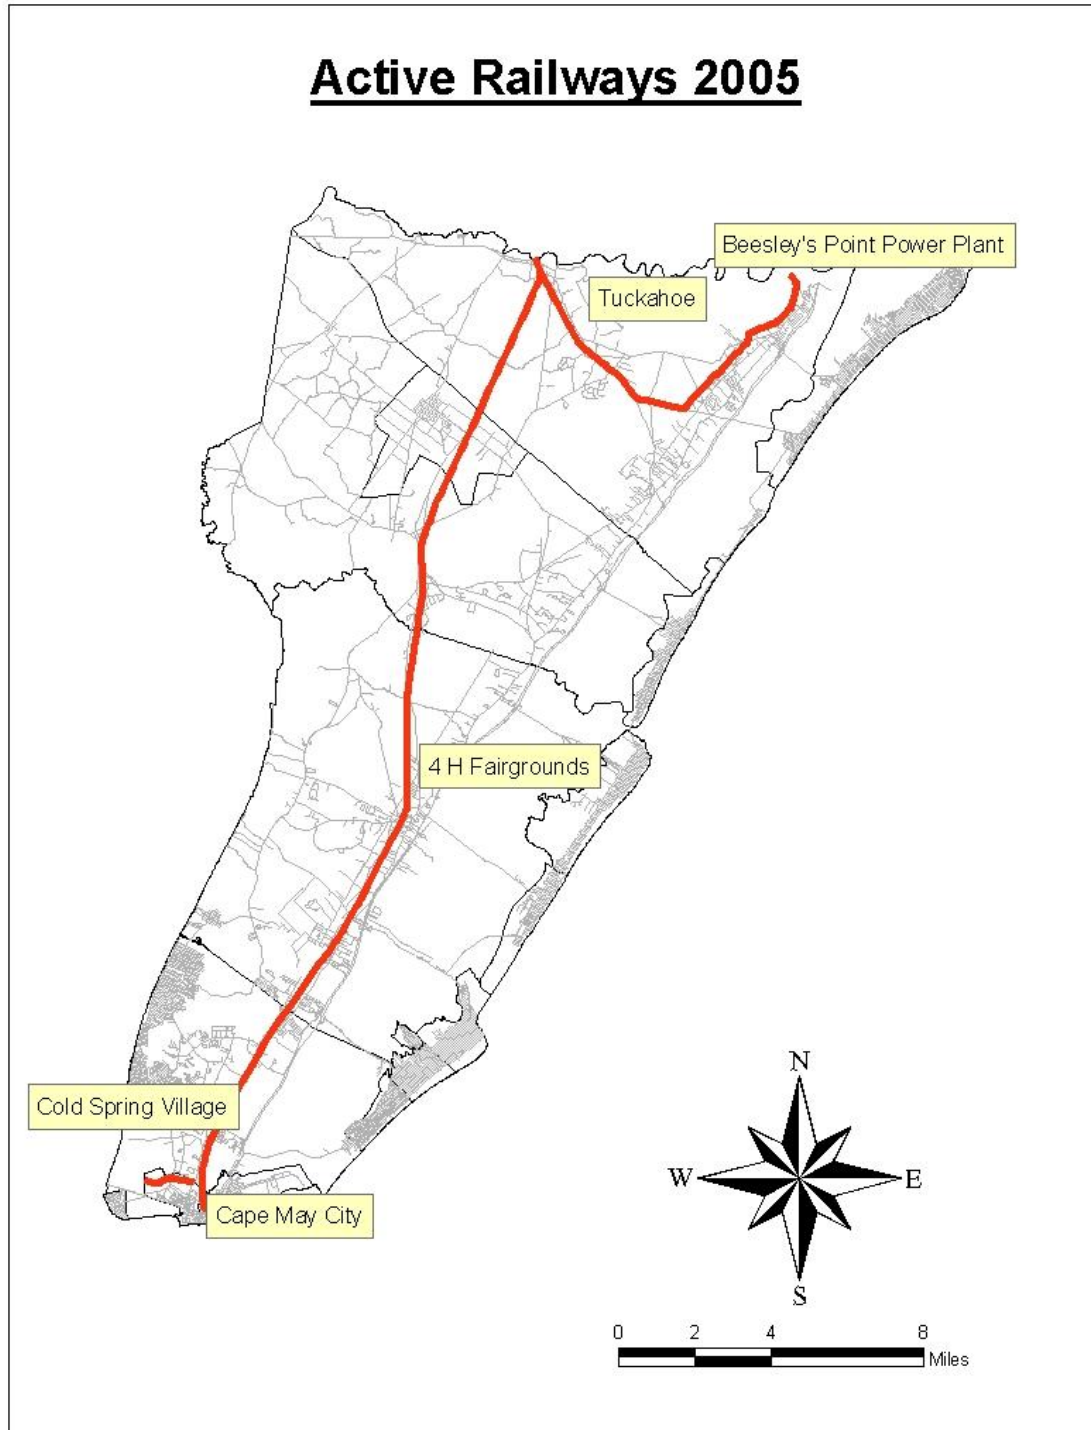 Active Railways 2005
Beesley's Point Power Plant
Tuckahoe
4 H Fairgrounds
Cold Spring Village
Cape May City
N
W E
S
0 2 4 8
Miles